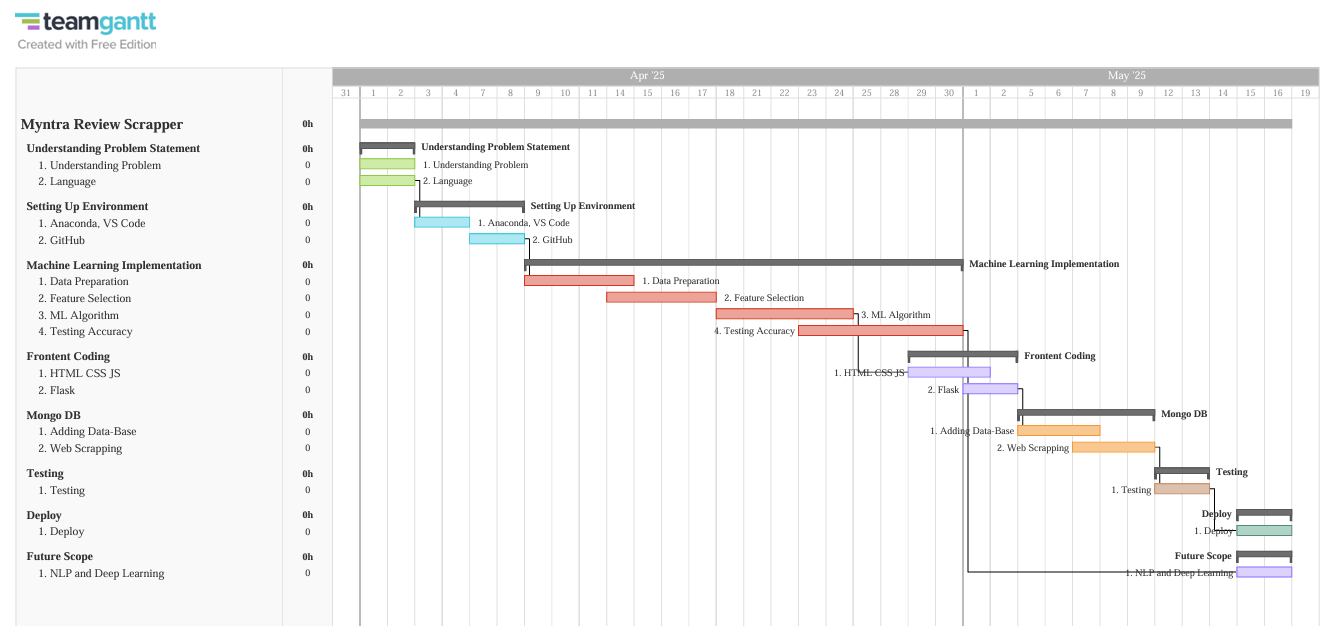 teamgantt
Created with Free Edition
Apr '25 May '25
31 1 2 3 4 7 8 9 10 11 14 15 16 17 18 21 22 23 24 25 28 29 30 1 2 5 6 7 8 9 12 13 14 15 16 19
Myntra Review Scrapper 0h
Understanding Problem Statement 0h Understanding Problem Statement
1. Understanding Problem 0 1. Understanding Problem
2. Language 0 2. Language
Setting Up Environment 0h Setting Up Environment
1. Anaconda, VS Code 0 1. Anaconda, VS Code
2. GitHub 0 2. GitHub
Machine Learning Implementation 0h Machine Learning Implementation
1. Data Preparation 0 1. Data Preparation
2. Feature Selection 0 2. Feature Selection
3. ML Algorithm 0 3. ML Algorithm
4. Testing Accuracy 0 4. Testing Accuracy
Frontent Coding 0h Frontent Coding
1. HTML CSS JS 0 1. HTML CSS JS
2. Flask 0 2. Flask
Mongo DB 0h Mongo DB
1. Adding Data-Base 0 1. Adding Data-Base
2. Web Scrapping 0 2. Web Scrapping
Testing 0h Testing
1. Testing 0 1. Testing
Deploy 0h Deploy
1. Deploy 0 1. Deploy
Future Scope 0h Future Scope
1. NLP and Deep Learning 0 1. NLP and Deep Learning